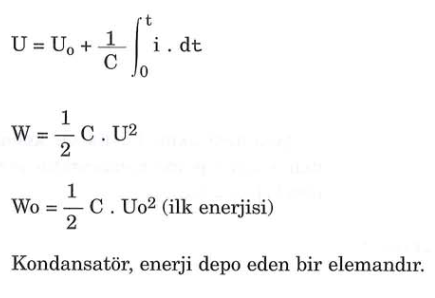 U = U₀ + 1/C ∫₀ᵗ i . dt
W = 1/2 C . U²
Wo = 1/2 C . Uo² (ilk enerjisi)
Kondansatör, enerji depo eden bir elemandır.